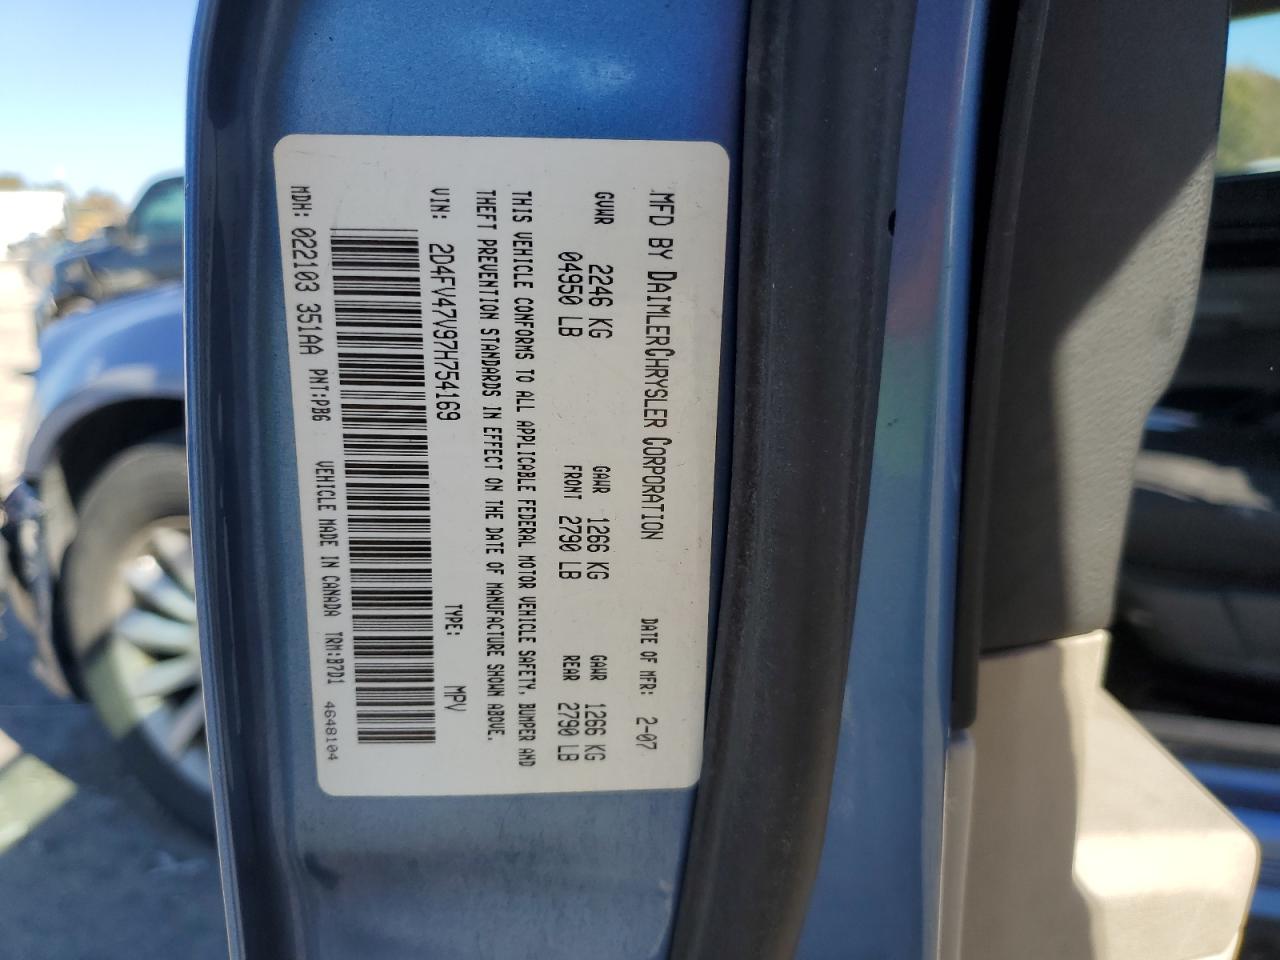 MFD BY DAIMLERCHRYSLER CORPORATION DATE OF MFR: 2-07
GVWR 2246 KG GAWR 1266 KG GAWR 1266 KG
04950 LB FRONT 2790 LB REAR 2790 LB
THIS VEHICLE CONFORMS TO ALL APPLICABLE FEDERAL MOTOR VEHICLE SAFETY, BUMPER AND
THEFT PREVENTION STANDARDS IN EFFECT ON THE DATE OF MANUFACTURE SHOWN ABOVE.
VIN: 2D4FV47V97H754169 TYPE: MPV
MDH: 022103 351AA PNT:PB6 VEHICLE MADE IN CANADA TRM:B7D1 4648104